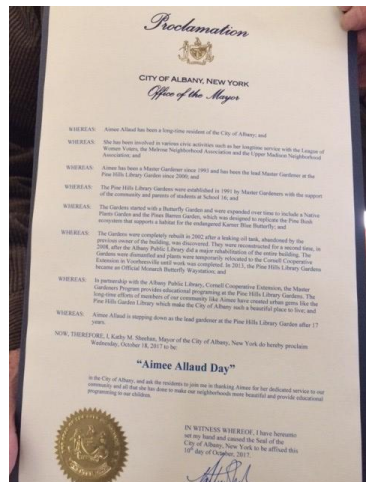 Proclamation
CITY OF ALBANY, NEW YORK
Office of the Mayor
WHEREAS: Aimee Allaud has been a long-time resident of the City of Albany; and
WHEREAS: She has been involved in various civic activities such as her longtime service with the League of
Women Voters, the Melrose Neighborhood Association and the Upper Madison Neighborhood
Association; and
WHEREAS: Aimee has been a Master Gardener since 1993 and has been the lead Master Gardener at the
Pine Hills Library Garden since 2000; and
WHEREAS: The Pine Hills Library Gardens were established in 1991 by Master Gardeners with the support
of the community and parents of students at School 16; and
WHEREAS: The Gardens started with a Butterfly Garden and were expanded over time to include a Native
Plants Garden and the Pines Barren Garden, which was designed to replicate the Pine Bush
ecosystem that supports a habitat for the endangered Karner Blue Butterfly; and
WHEREAS: The Gardens were completely rebuilt in 2002 after a leaking oil tank, abandoned by the
previous owner of the building, was discovered. They were reconstructed for a second time, in
2008, after the Albany Public Library did a major rehabilitation of the entire building. The
Gardens were dismantled and plants were temporarily relocated to the Cornell Cooperative
Extension in Voorheesville until work was completed. In 2013, the Pine Hills Library Gardens
became an Official Monarch Butterfly Waystation; and
WHEREAS: In partnership with the Albany Public Library, Cornell Cooperative Extension, the Master
Gardeners Program provides educational programing at the Pine Hills Library Gardens. The
long-time efforts of members of our community like Aimee have created urban gems like the
Pine Hills Garden Library which make the City of Albany such a beautiful place to live; and
WHEREAS: Aimee Allaud is stepping down as the lead gardener at the Pine Hills Library Garden after 17
years.
NOW, THEREFORE, I, Kathy M. Sheehan, Mayor of the City of Albany, New York do hereby proclaim
Wednesday, October 18, 2017 to be
“Aimee Allaud Day”
in the City of Albany, and ask the residents to join me in thanking Aimee for her dedicated service to our
community and all that she has done to make our neighborhoods more beautiful and provide educational
programming to our children.
IN WITNESS WHEREOF, I have hereunto
set my hand and caused the Seal of the
City of Albany, New York to be affixed this
18th day of October, 2017.